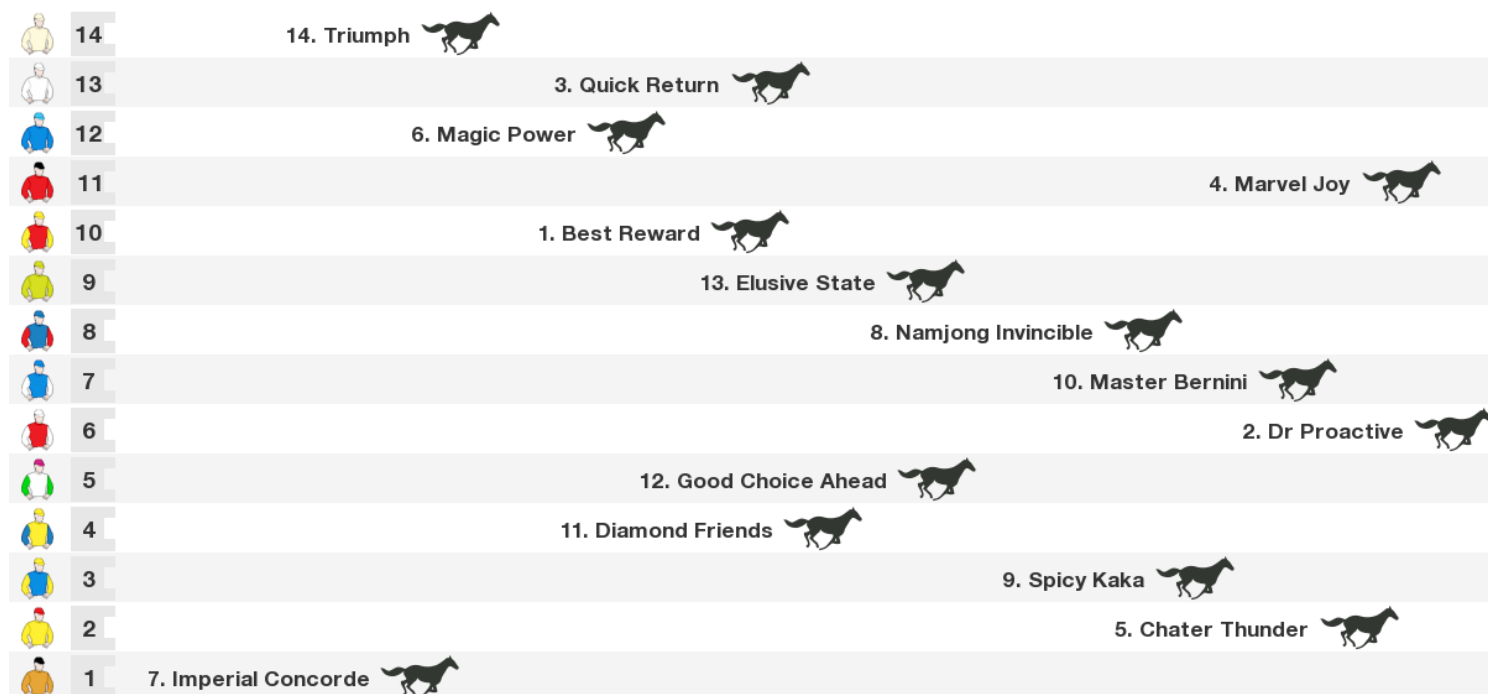 14 14. Triumph
13 3. Quick Return
12 6. Magic Power
11 4. Marvel Joy
10 1. Best Reward
9 13. Elusive State
8 8. Namjong Invincible
7 10. Master Bernini
6 2. Dr Proactive
5 12. Good Choice Ahead
4 11. Diamond Friends
3 9. Spicy Kaka
2 5. Chater Thunder
1 7. Imperial Concorde